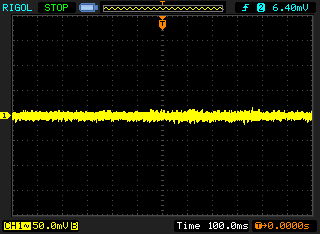 RIGOL STOP T 2 6.40mV
T
1
CH1 50.0mV B Time 100.0ms T→0.0000s